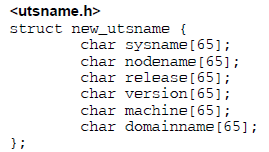 <utsname.h>
struct new_utsname {
        char sysname[65];
        char nodename[65];
        char release[65];
        char version[65];
        char machine[65];
        char domainname[65];
};